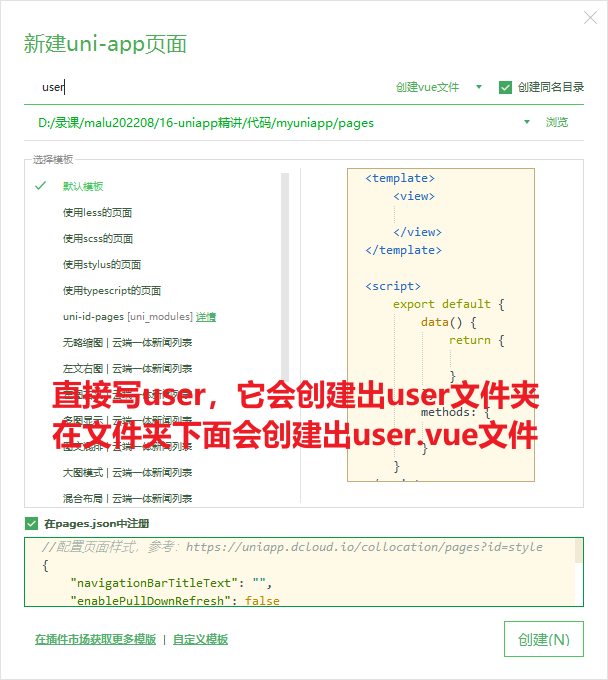 新建uni-app页面
user
创建vue文件
创建同名目录
D:/录课/malu202208/16-uniapp精讲/代码/myuniapp/pages
浏览
选择模板
默认模板
使用less的页面
使用scss的页面
使用stylus的页面
使用typescript的页面
uni-id-pages [uni_modules] 详情
无略缩图 | 云端一体新闻列表
左文右图 | 云端一体新闻列表
云端一体新闻列表
多图显示 | 云端一体新闻列表
云端一体新闻列表
大图模式 | 云端一体新闻列表
混合布局 | 云端一体新闻列表
<template>
<view>
</view>
</template>
<script>
export default {
data() {
return {
}
methods: {
}
}
直接写user，它会创建出user文件夹
在文件夹下面会创建出user.vue文件
在pages.json中注册
//配置页面样式，参考：https://uniapp.dcloud.io/collocation/pages?id=style
{
"navigationBarTitleText": "",
"enablePullDownRefresh": false
在插件市场获取更多模版 | 自定义模板
创建(N)